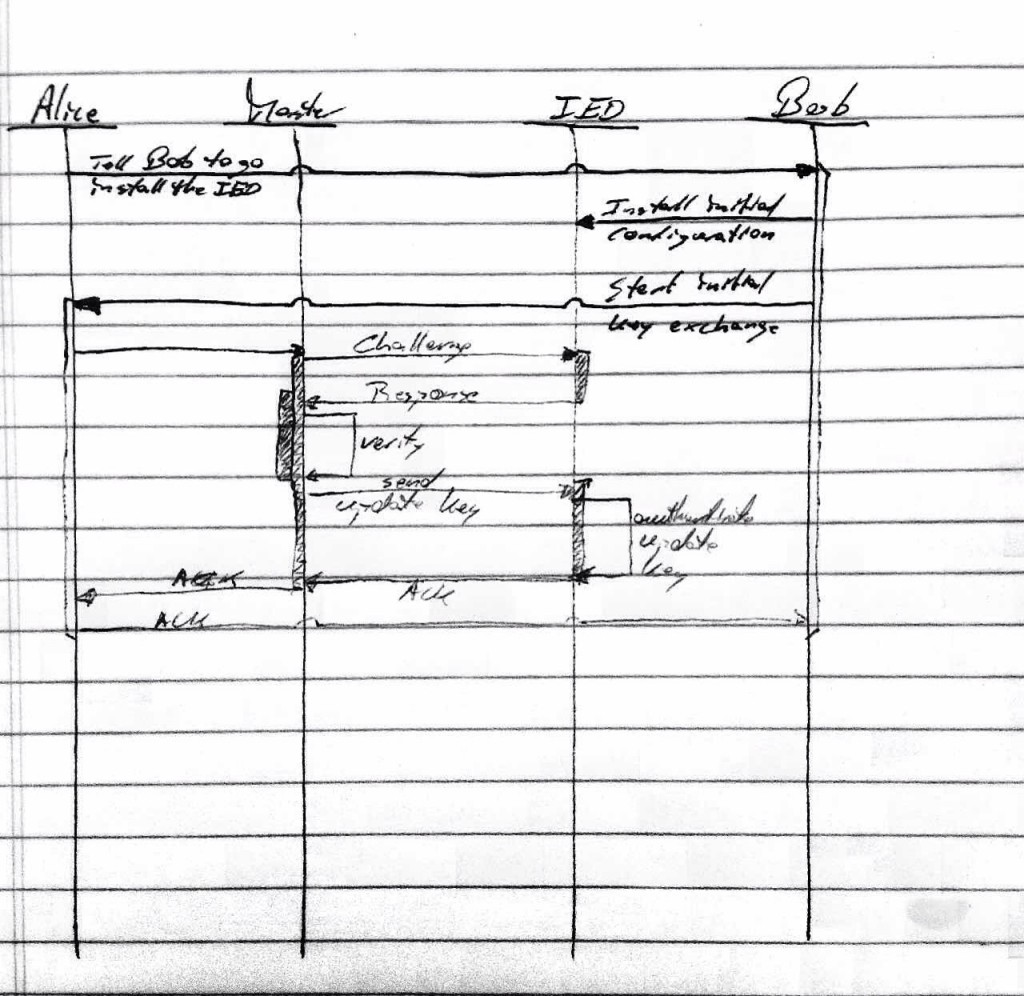 Alice Master IED Bob
Tell Bob to go
install the IED
Install initial
configuration
Start initial
key exchange
Challenge
Response
verify
send
update key
authenticate
update
key
ACK
ACK
ACK